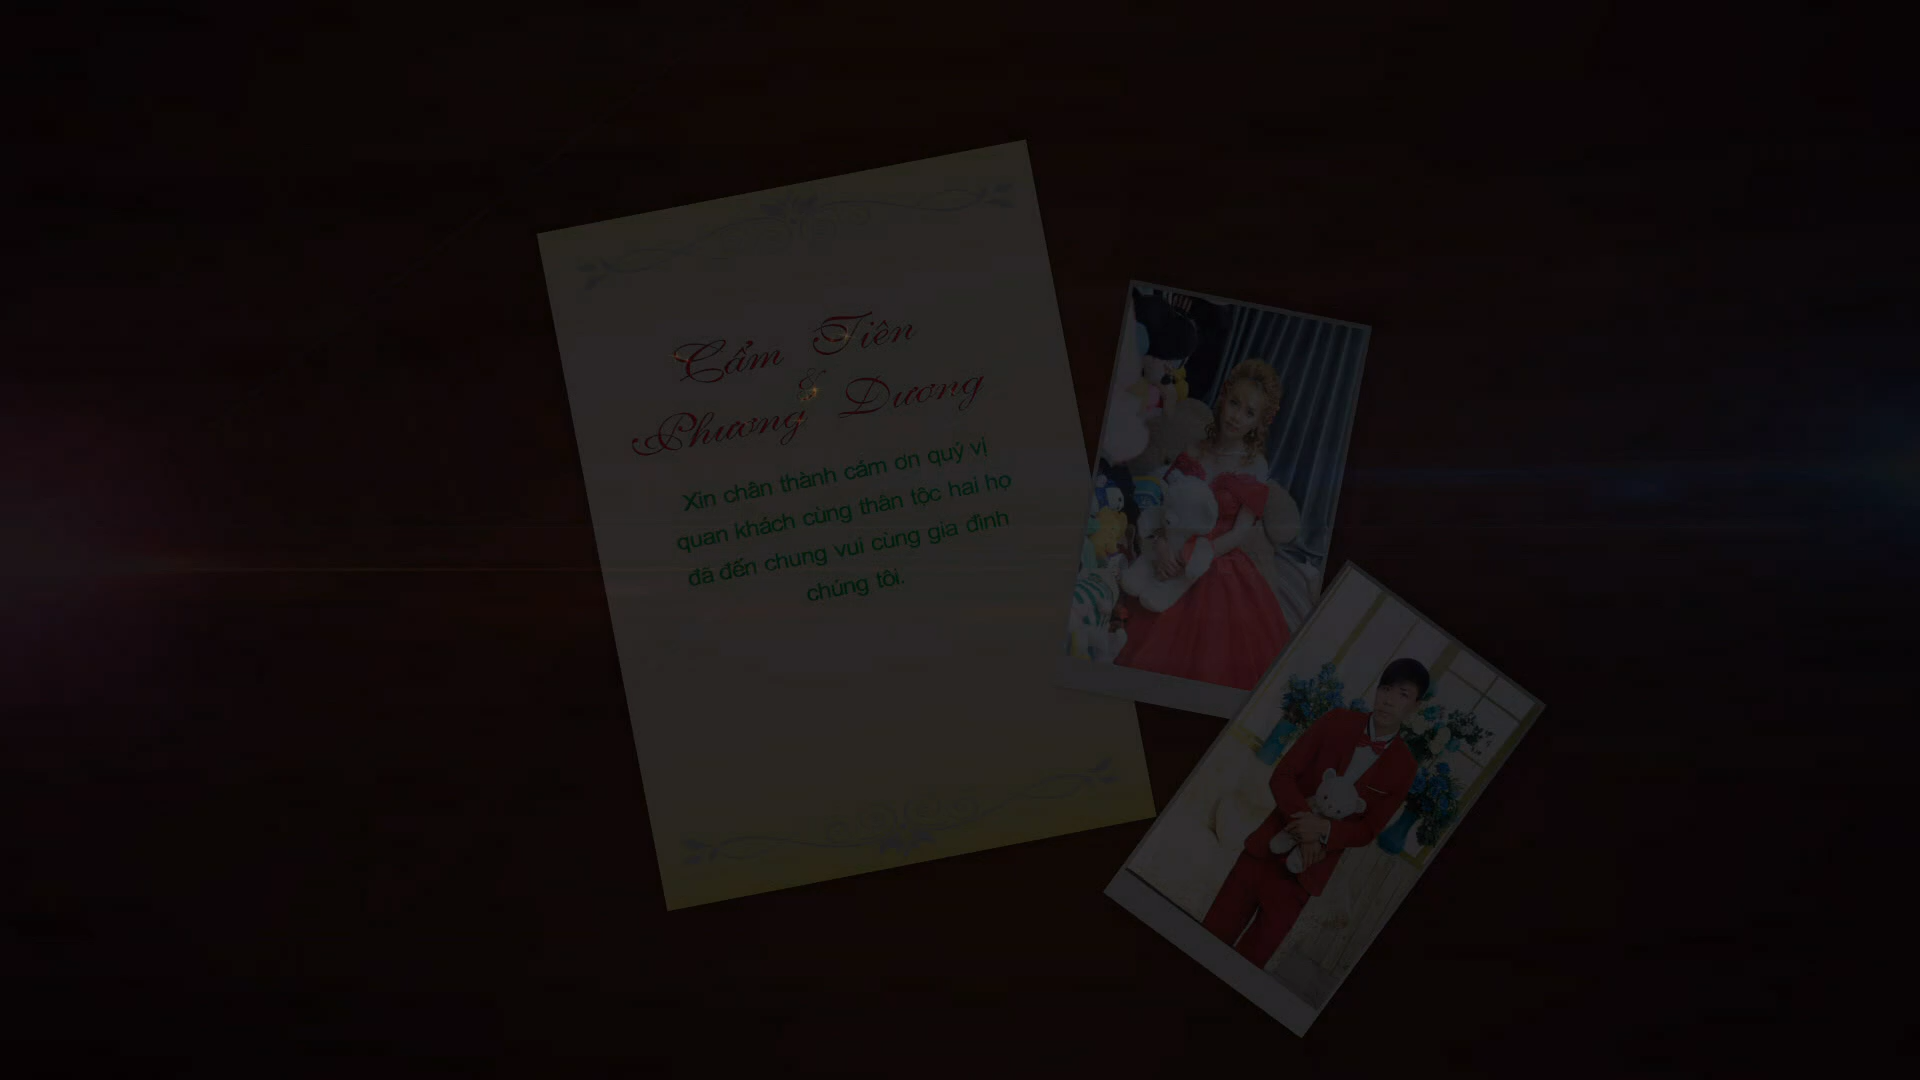 Cẩm Tiên
&
Phương Dương
Xin chân thành cảm ơn quý vị
quan khách cùng thân tộc hai họ
đã đến chung vui cùng gia đình
chúng tôi.